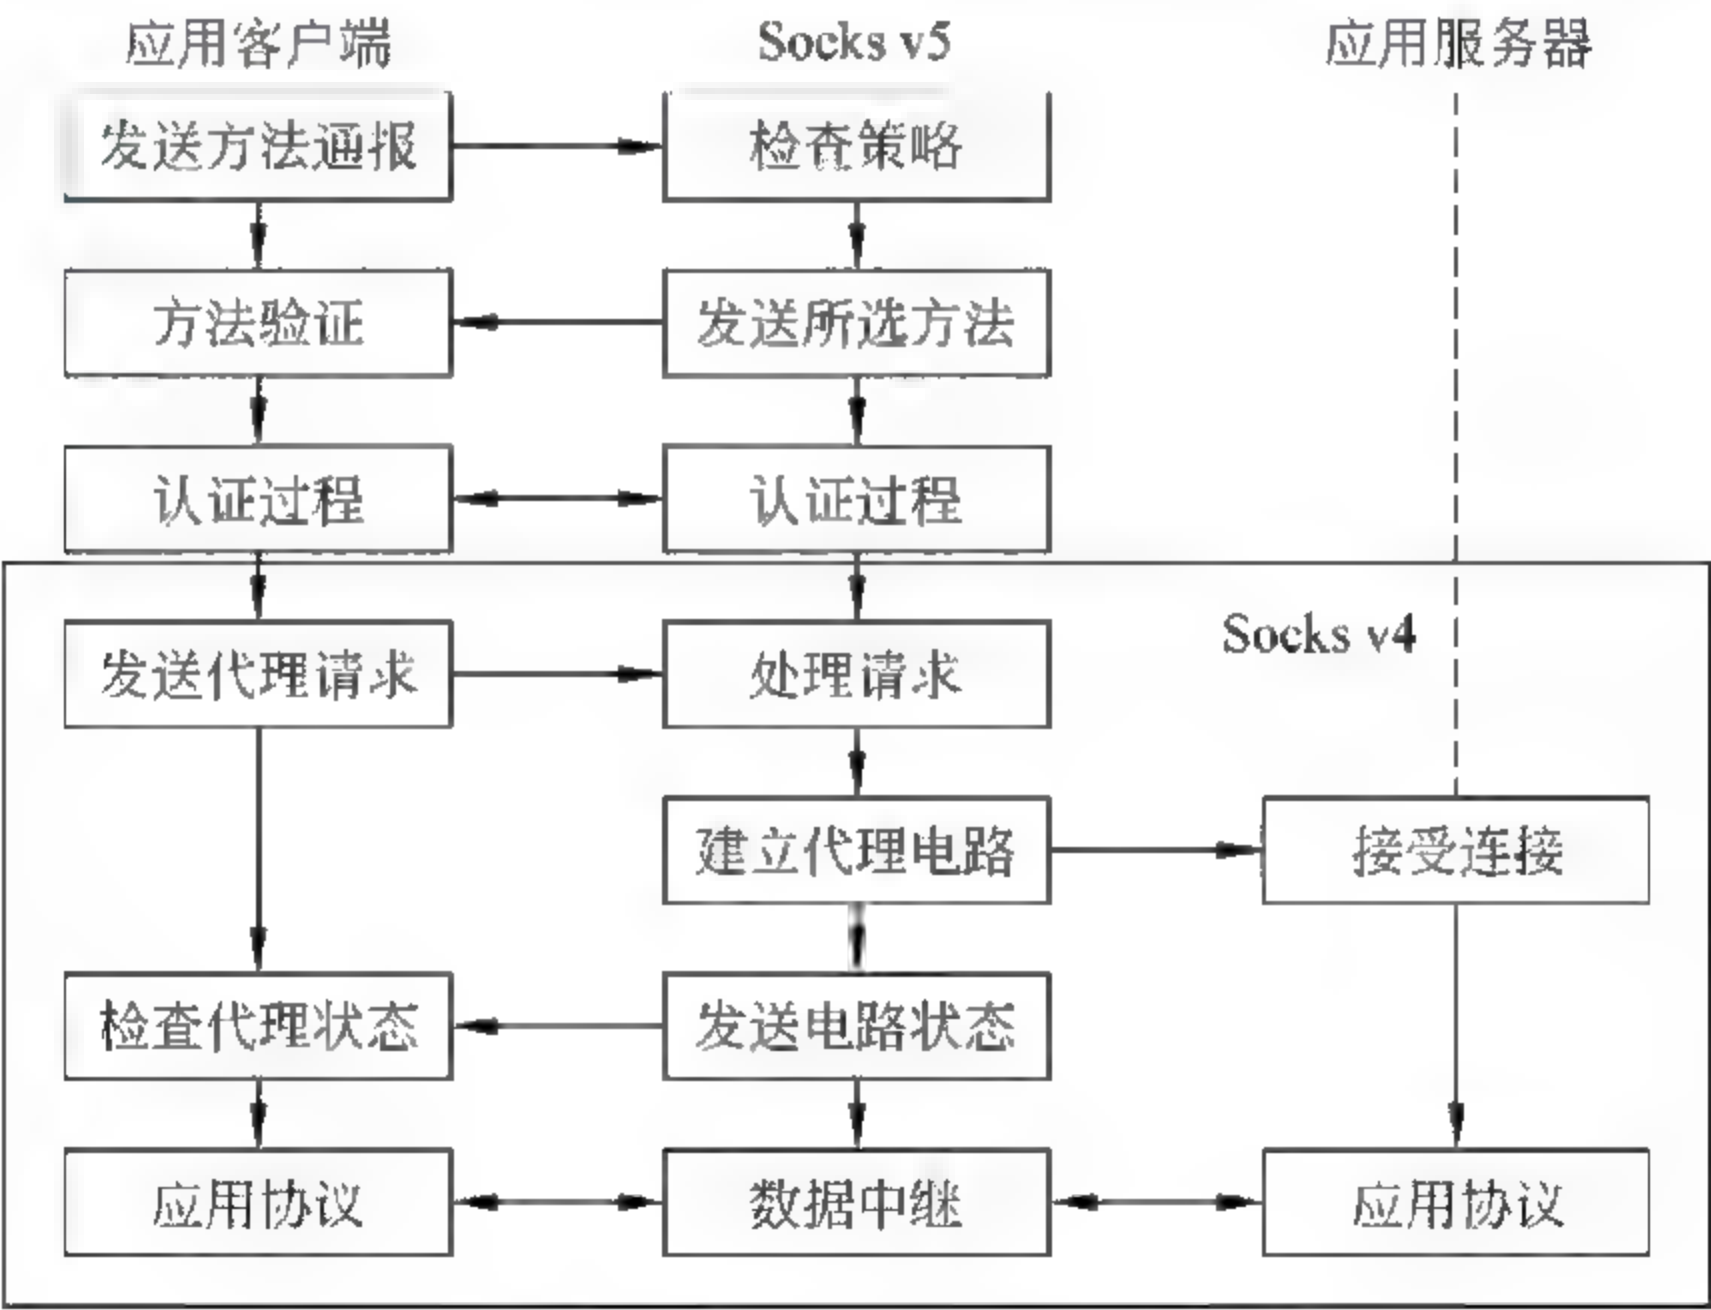 应用客户端 Socks v5 应用服务器
发送方法通报 检查策略
方法验证 发送所选方法
认证过程 认证过程
Socks v4
发送代理请求 处理请求
建立代理电路 接受连接
检查代理状态 发送电路状态
应用协议 数据中继 应用协议